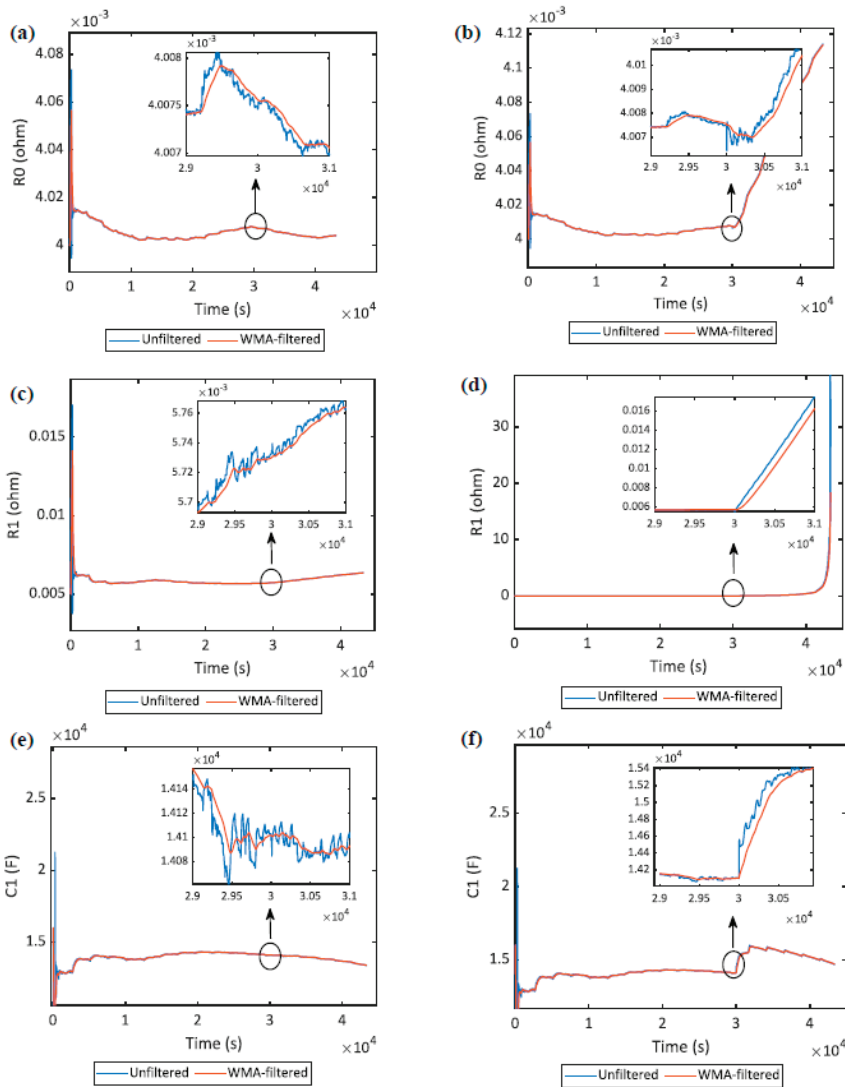 (a)
×10⁻³
4.08
4.06
4.04
4.02
4
R0 (ohm)
×10⁻³
4.008
4.0075
4.007
2.9 2.95 3 3.05 3.1
×10⁴
0 1 2 3 4
Time (s)
×10⁴
Unfiltered WMA-filtered
(b)
×10⁻³
4.12
4.1
4.08
4.06
4.04
4.02
4
R0 (ohm)
×10⁻³
4.01
4.009
4.008
4.007
2.9 2.95 3 3.05 3.1
×10⁴
0 1 2 3 4
Time (s)
×10⁴
Unfiltered WMA-filtered
(c)
0.015
0.01
0.005
R1 (ohm)
×10⁻³
5.76
5.74
5.72
5.7
2.9 2.95 3 3.05 3.1
×10⁴
0 1 2 3 4
Time (s)
×10⁴
Unfiltered WMA-filtered
(d)
30
20
10
0
R1 (ohm)
0.016
0.014
0.012
0.01
0.008
0.006
2.9 2.95 3 3.05 3.1
×10⁴
0 1 2 3 4
Time (s)
×10⁴
Unfiltered WMA-filtered
(e)
×10⁴
2.5
2
1.5
C1 (F)
×10⁴
1.414
1.412
1.41
1.408
2.9 2.95 3 3.05 3.1
×10⁴
0 1 2 3 4
Time (s)
×10⁴
Unfiltered WMA-filtered
(f)
×10⁴
2.5
2
1.5
C1 (F)
×10⁴
1.54
1.52
1.5
1.48
1.46
1.44
1.42
2.9 2.95 3 3.05
×10⁴
0 1 2 3 4
Time (s)
×10⁴
Unfiltered WMA-filtered